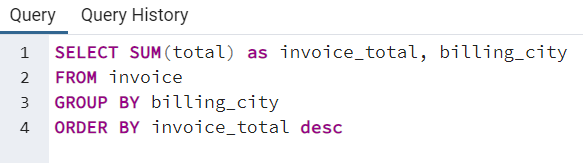 Query Query History
1 SELECT SUM(total) as invoice_total, billing_city
2 FROM invoice
3 GROUP BY billing_city
4 ORDER BY invoice_total desc